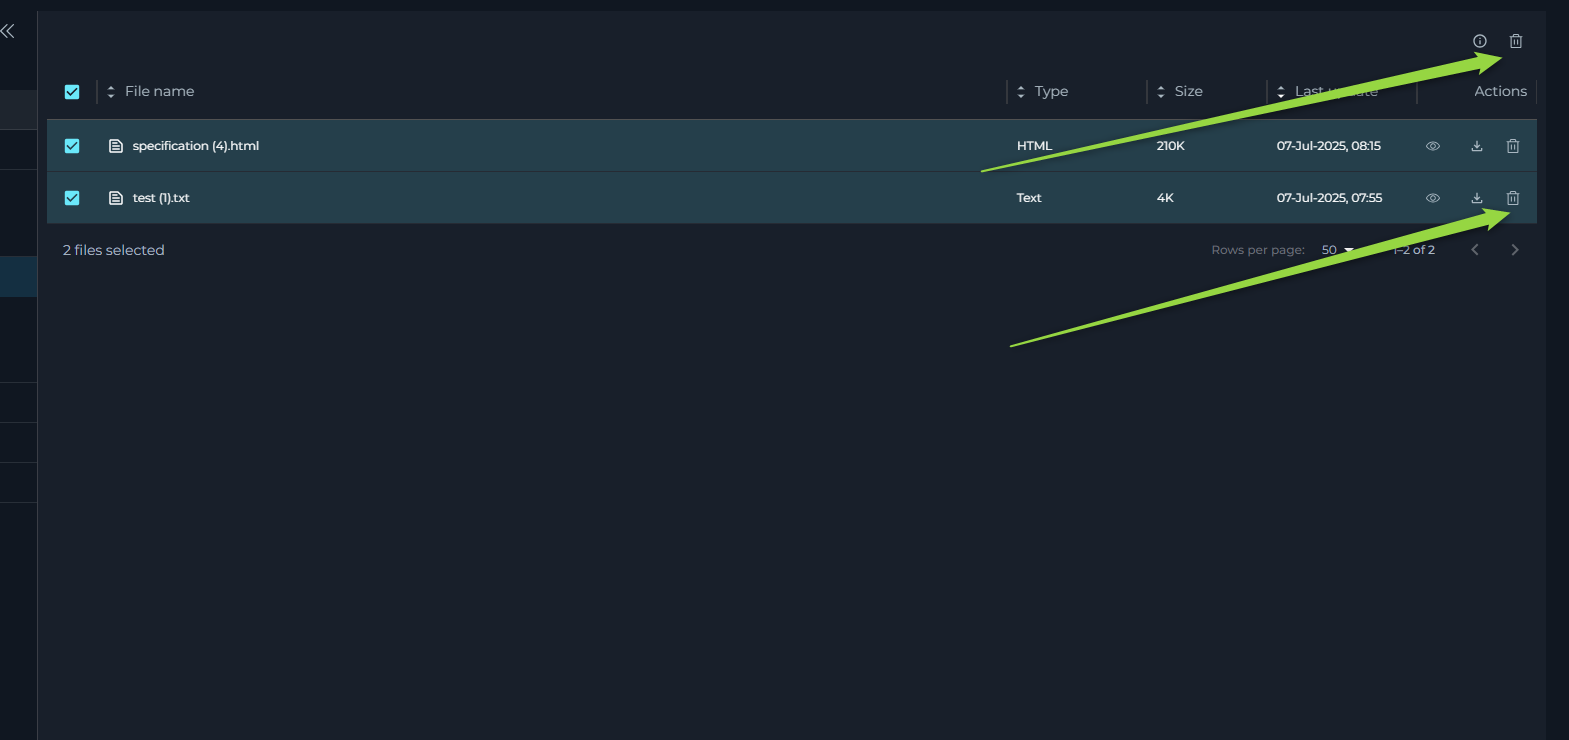 File name Type Size Last update Actions
specification (4).html HTML 210K 07-Jul-2025, 08:15
test (1).txt Text 4K 07-Jul-2025, 07:55
2 files selected Rows per page: 50 1–2 of 2